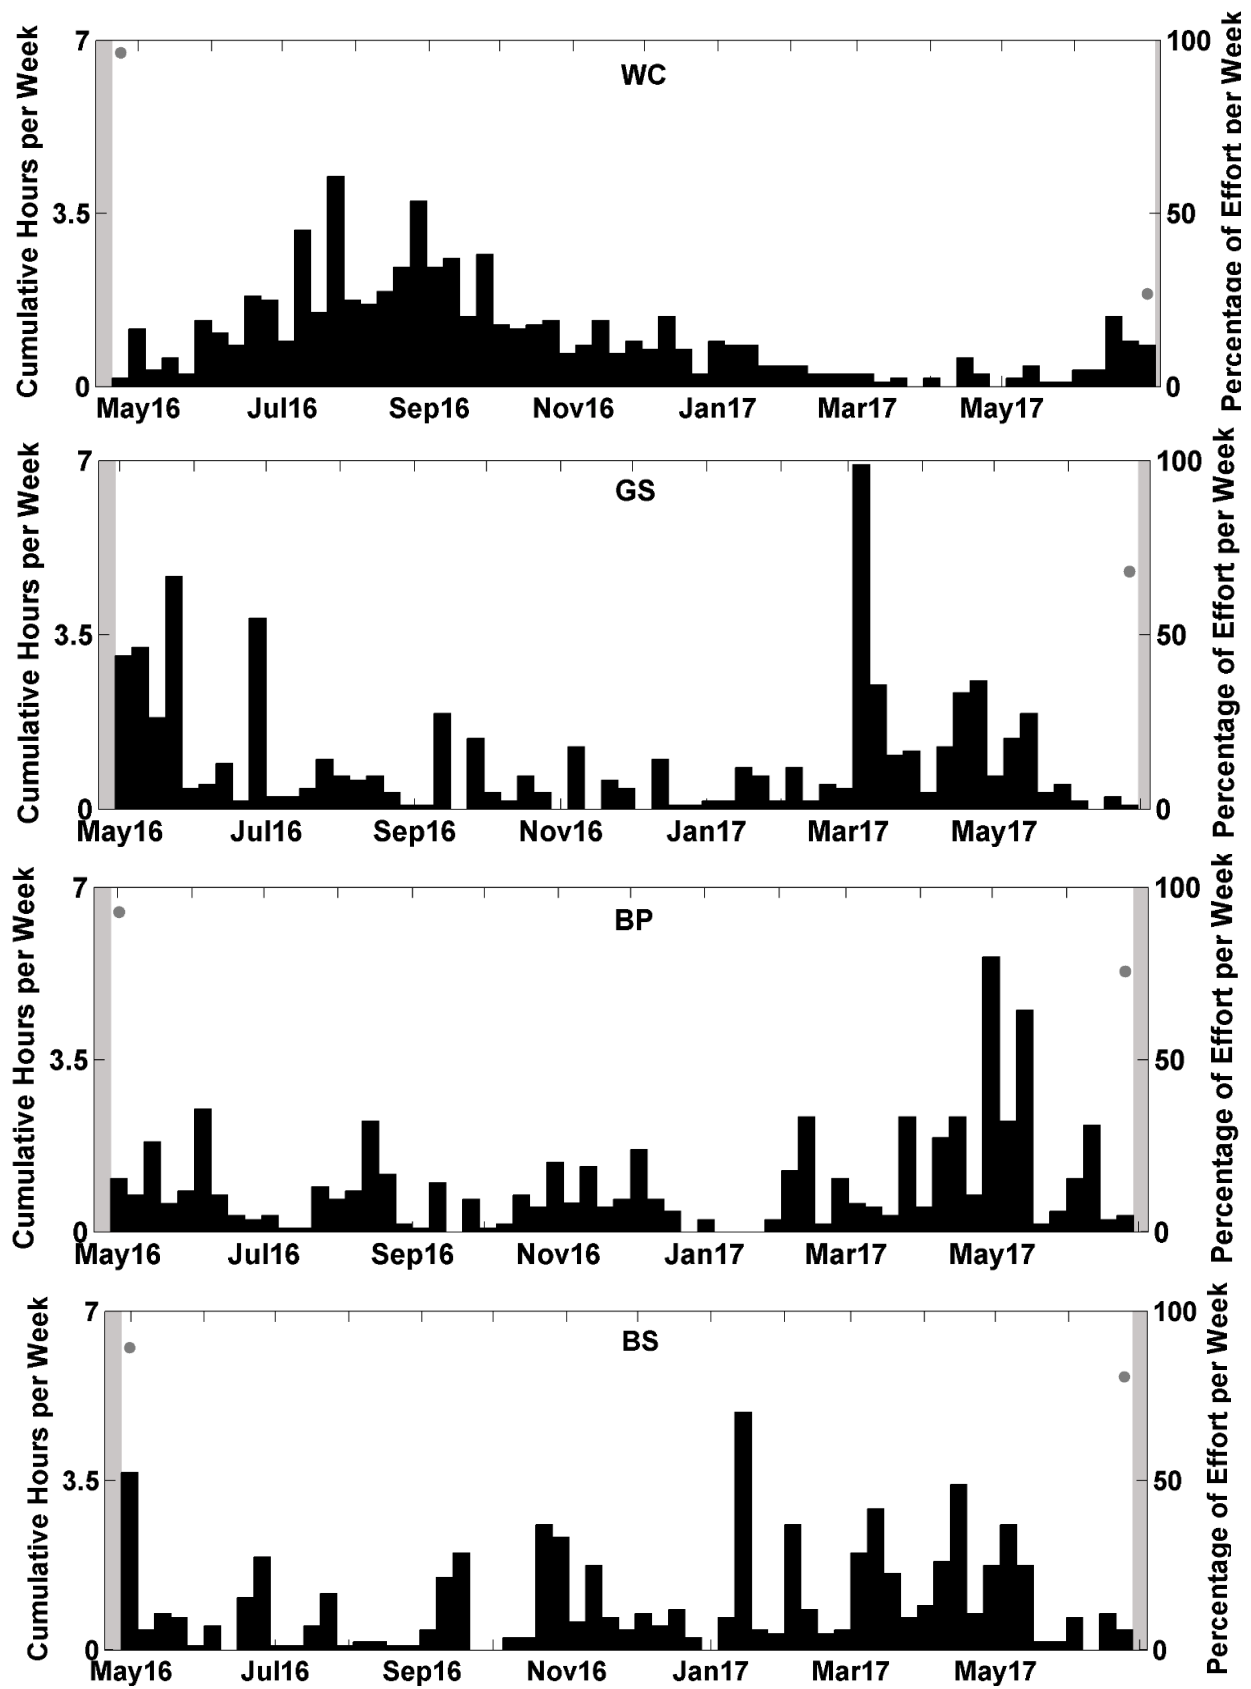 Cumulative Hours per Week
7
3.5
0
WC
100
50
0
Percentage of Effort per Week
May16 Jul16 Sep16 Nov16 Jan17 Mar17 May17
Cumulative Hours per Week
7
3.5
0
GS
100
50
0
Percentage of Effort per Week
May16 Jul16 Sep16 Nov16 Jan17 Mar17 May17
Cumulative Hours per Week
7
3.5
0
BP
100
50
0
Percentage of Effort per Week
May16 Jul16 Sep16 Nov16 Jan17 Mar17 May17
Cumulative Hours per Week
7
3.5
0
BS
100
50
0
Percentage of Effort per Week
May16 Jul16 Sep16 Nov16 Jan17 Mar17 May17